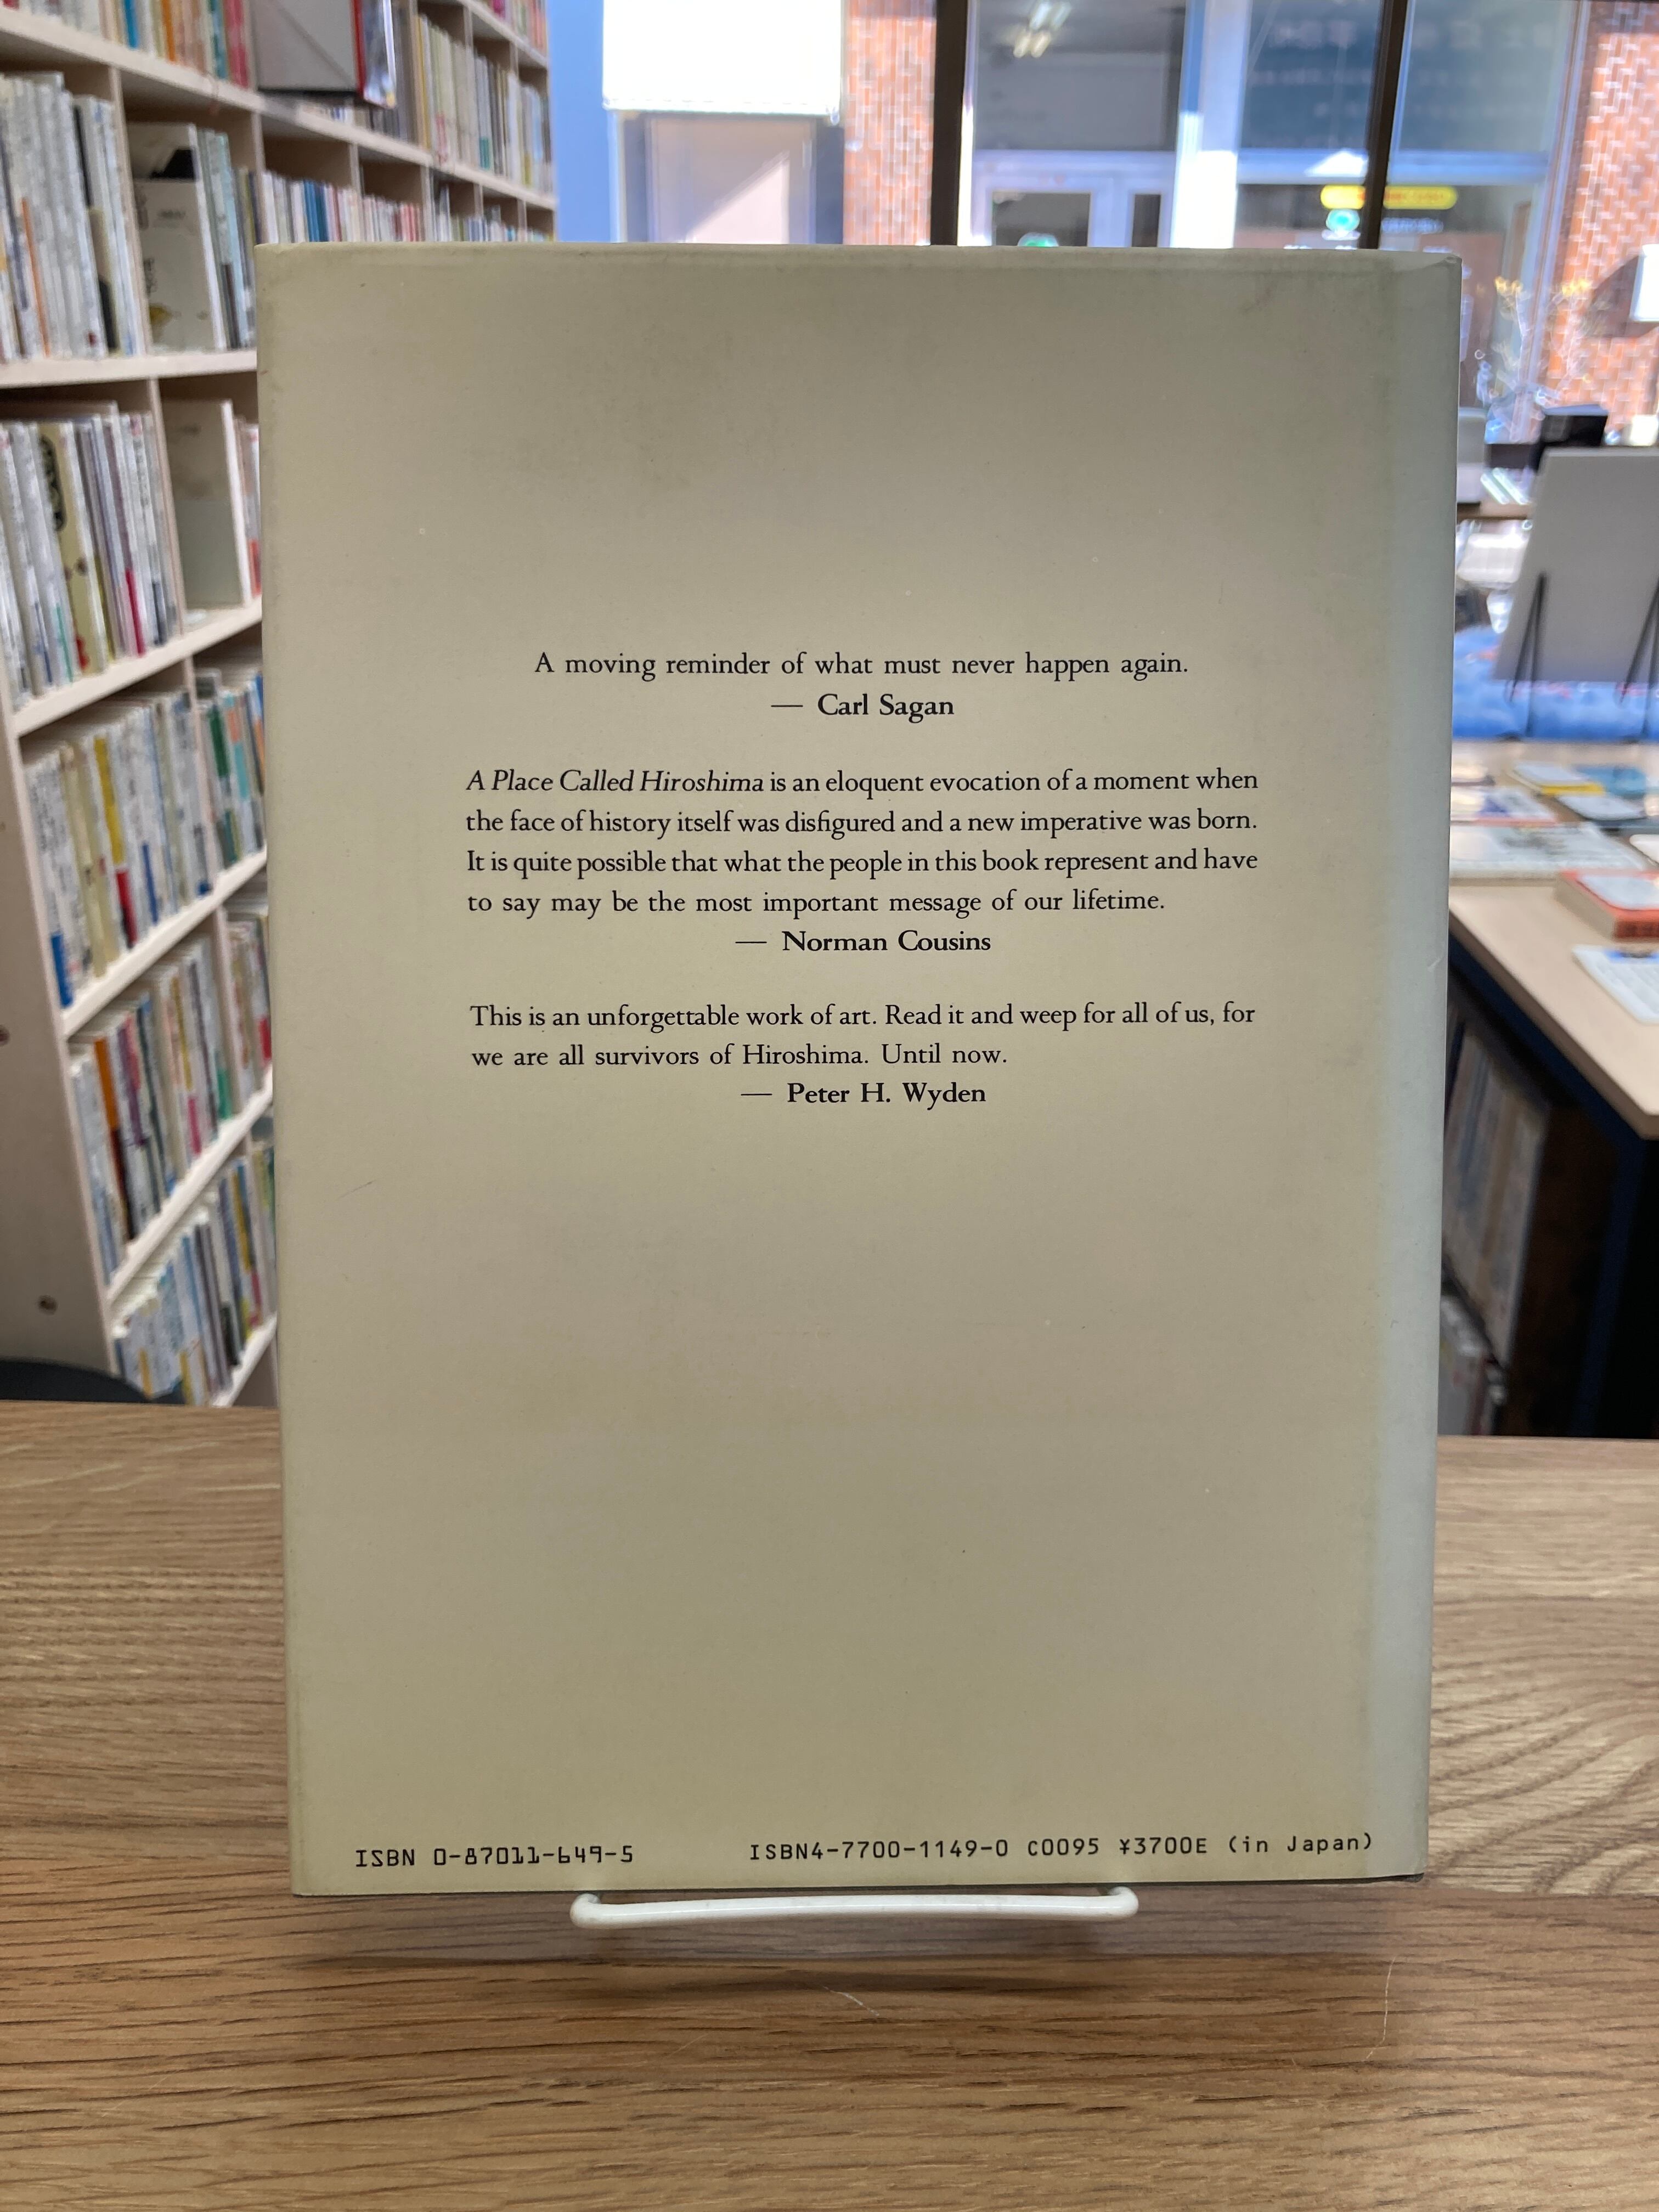 A moving reminder of what must never happen again.
— Carl Sagan
A Place Called Hiroshima is an eloquent evocation of a moment when
the face of history itself was disfigured and a new imperative was born.
It is quite possible that what the people in this book represent and have
to say may be the most important message of our lifetime.
— Norman Cousins
This is an unforgettable work of art. Read it and weep for all of us, for
we are all survivors of Hiroshima. Until now.
— Peter H. Wyden
ISBN 0-87011-649-5
ISBN4-7700-1149-0 C0095 ¥3700E (in Japan)